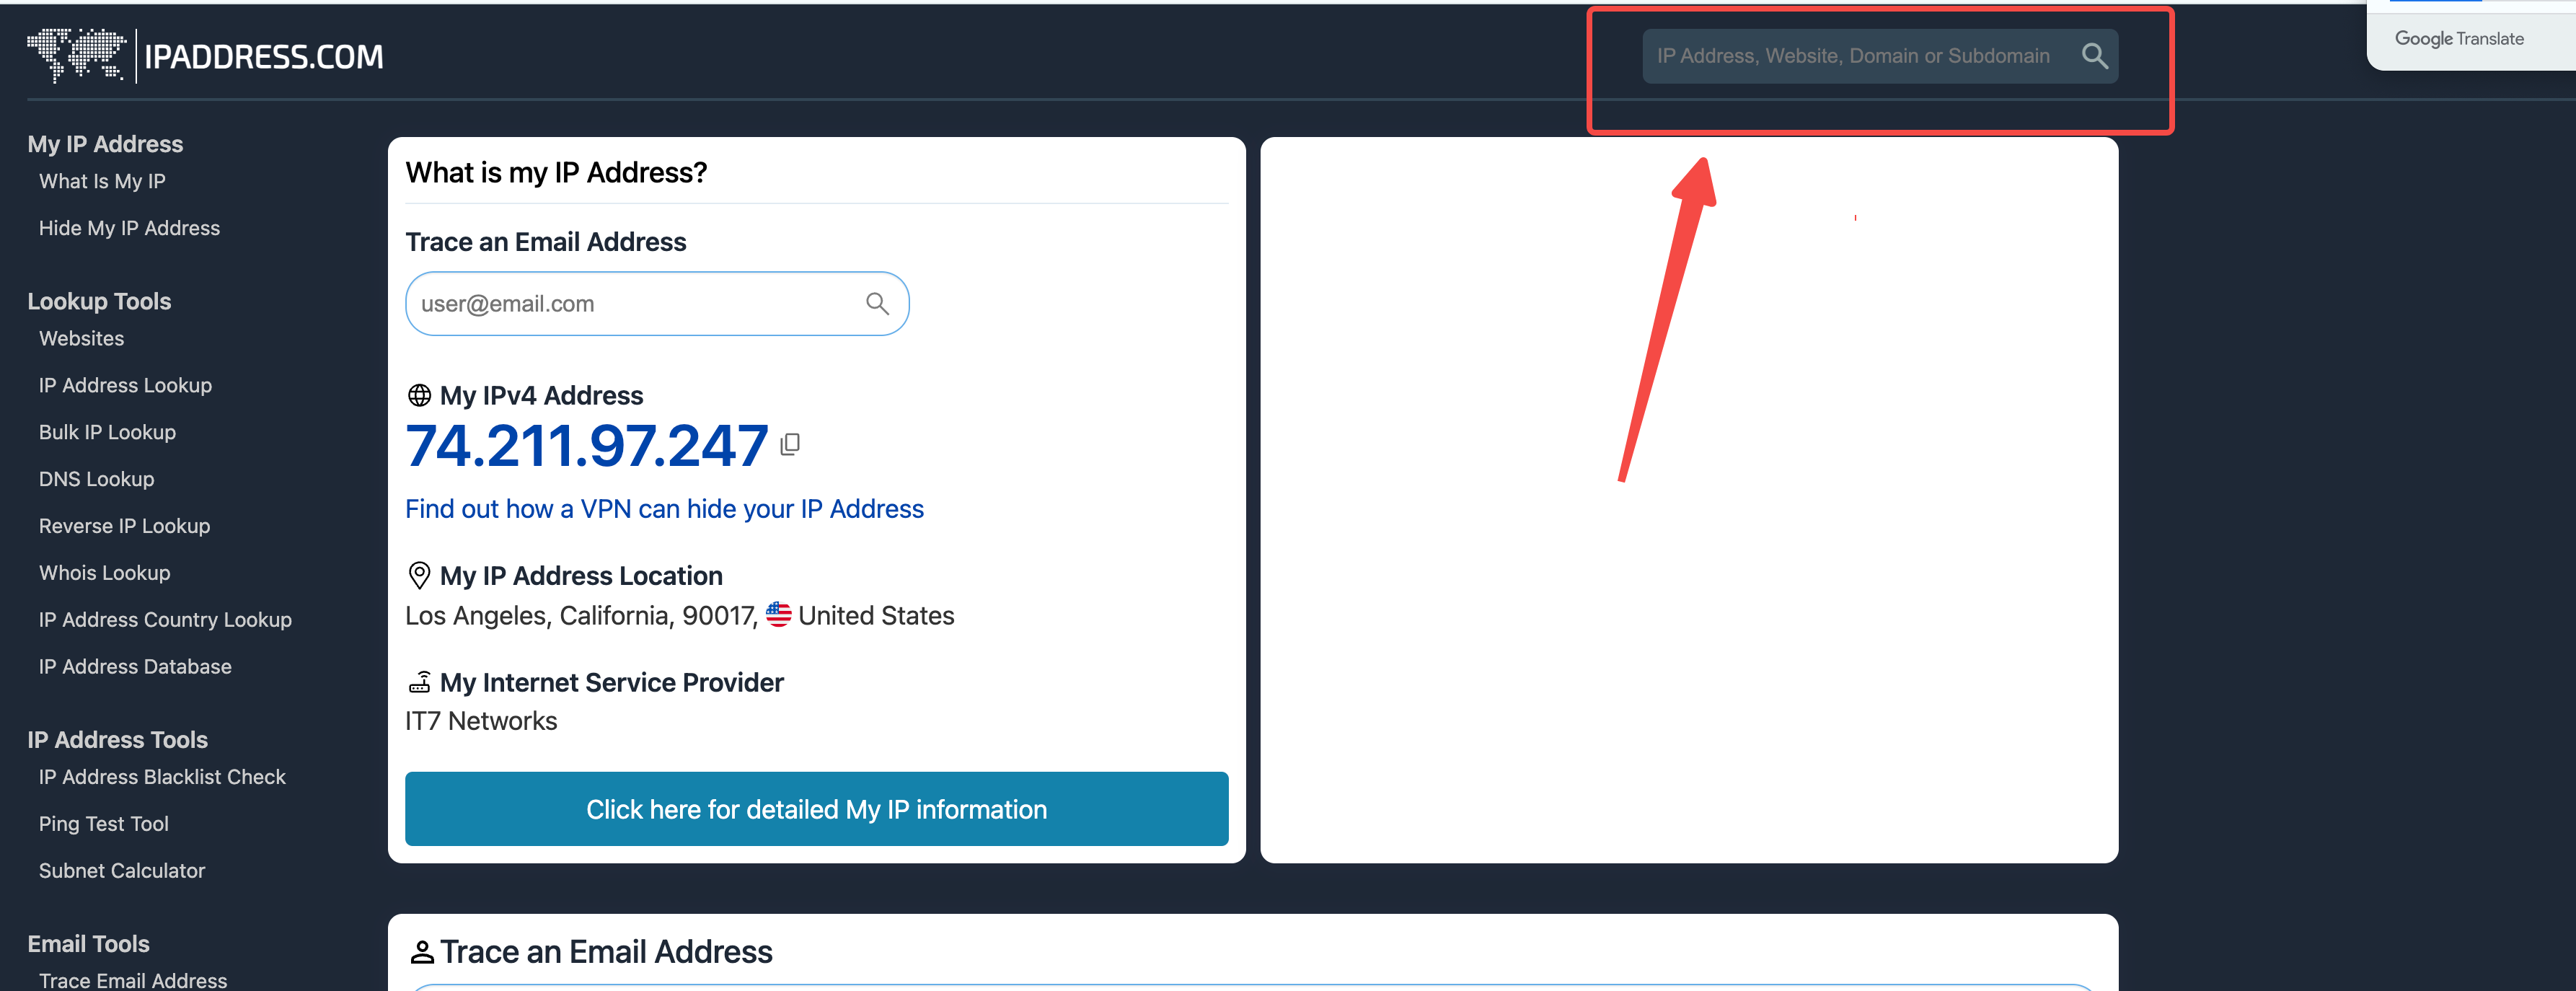 IPADDRESS.COM
IP Address, Website, Domain or Subdomain
Google Translate
My IP Address
What Is My IP
Hide My IP Address
Lookup Tools
Websites
IP Address Lookup
Bulk IP Lookup
DNS Lookup
Reverse IP Lookup
Whois Lookup
IP Address Country Lookup
IP Address Database
IP Address Tools
IP Address Blacklist Check
Ping Test Tool
Subnet Calculator
Email Tools
Trace Email Address
What is my IP Address?
Trace an Email Address
user@email.com
My IPv4 Address
74.211.97.247
Find out how a VPN can hide your IP Address
My IP Address Location
Los Angeles, California, 90017, United States
My Internet Service Provider
IT7 Networks
Click here for detailed My IP information
Trace an Email Address